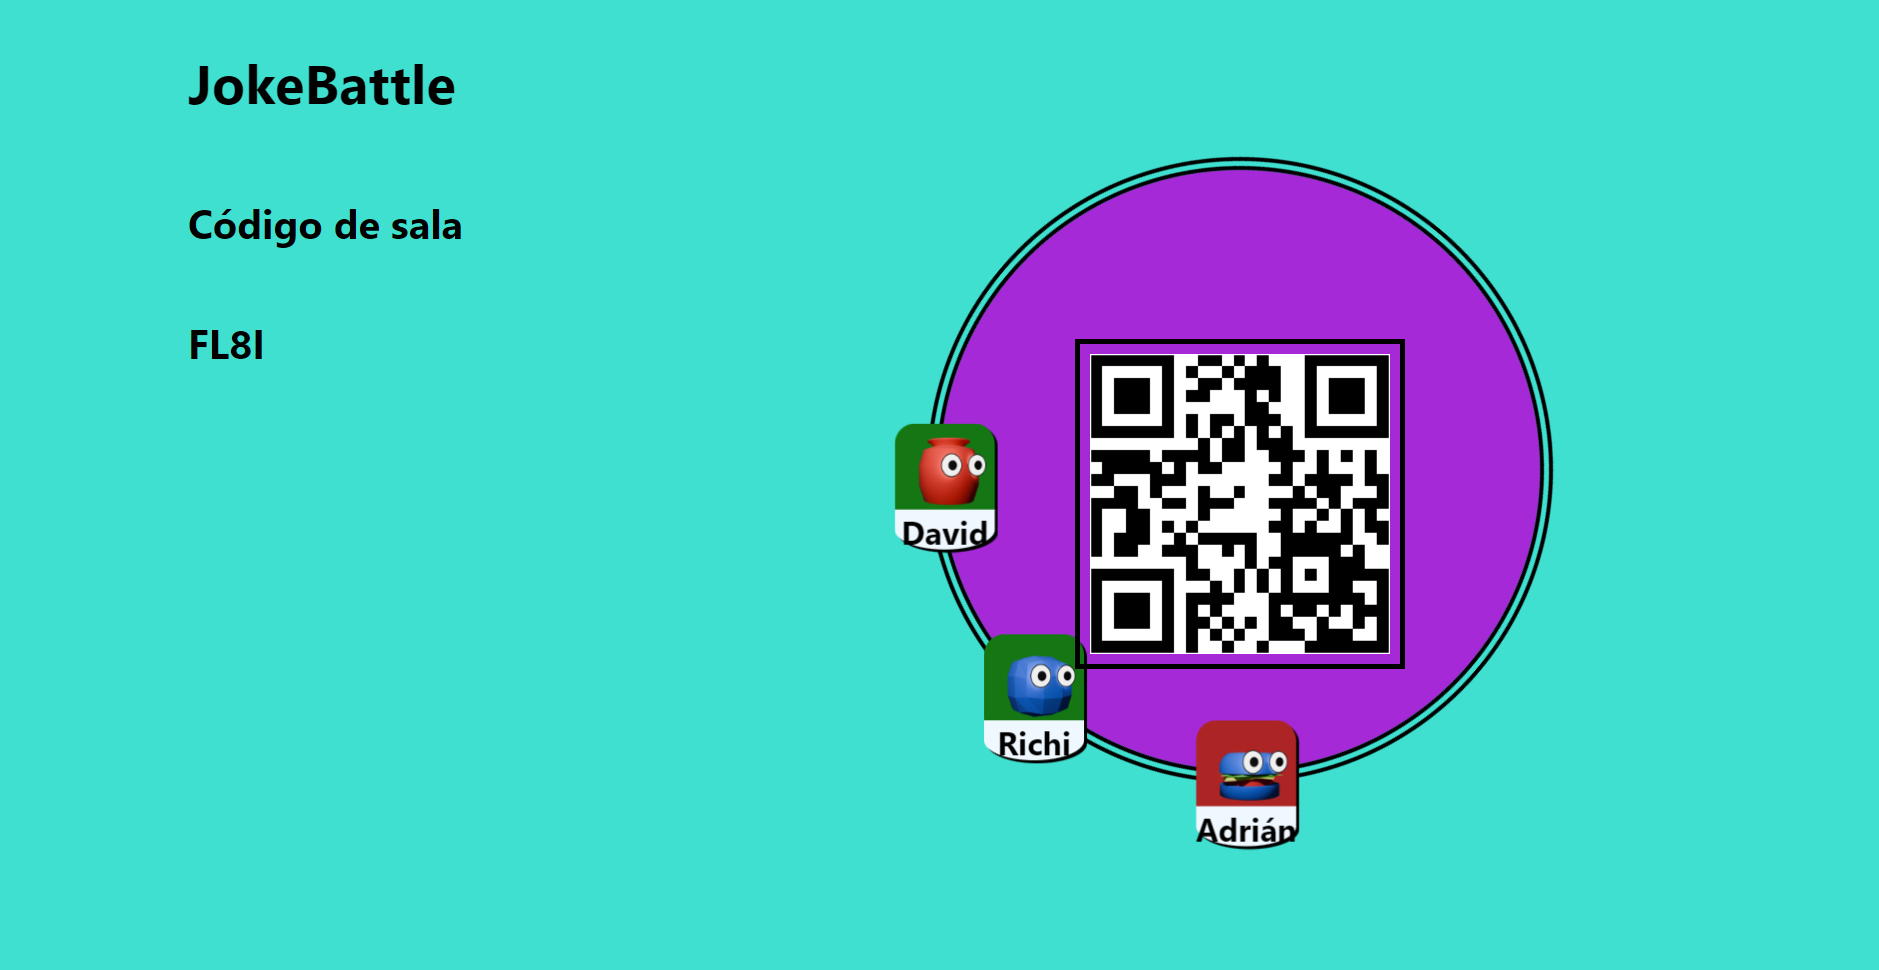 JokeBattle
Código de sala
FL8I
David
Richi
Adrián